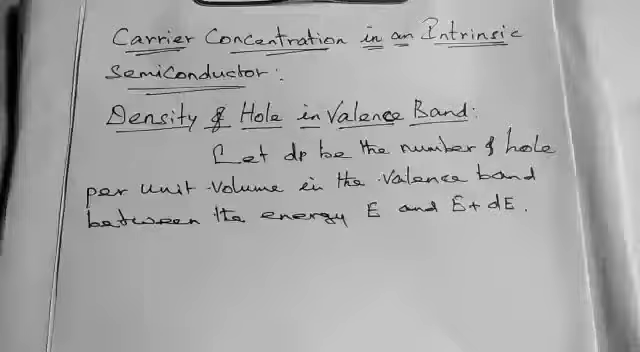 Carrier Concentration in an Intrinsic
Semiconductor:
Density of Hole in Valence Band:
Let dp be the number of hole
per unit volume in the valence band
between the energy E and E+dE.